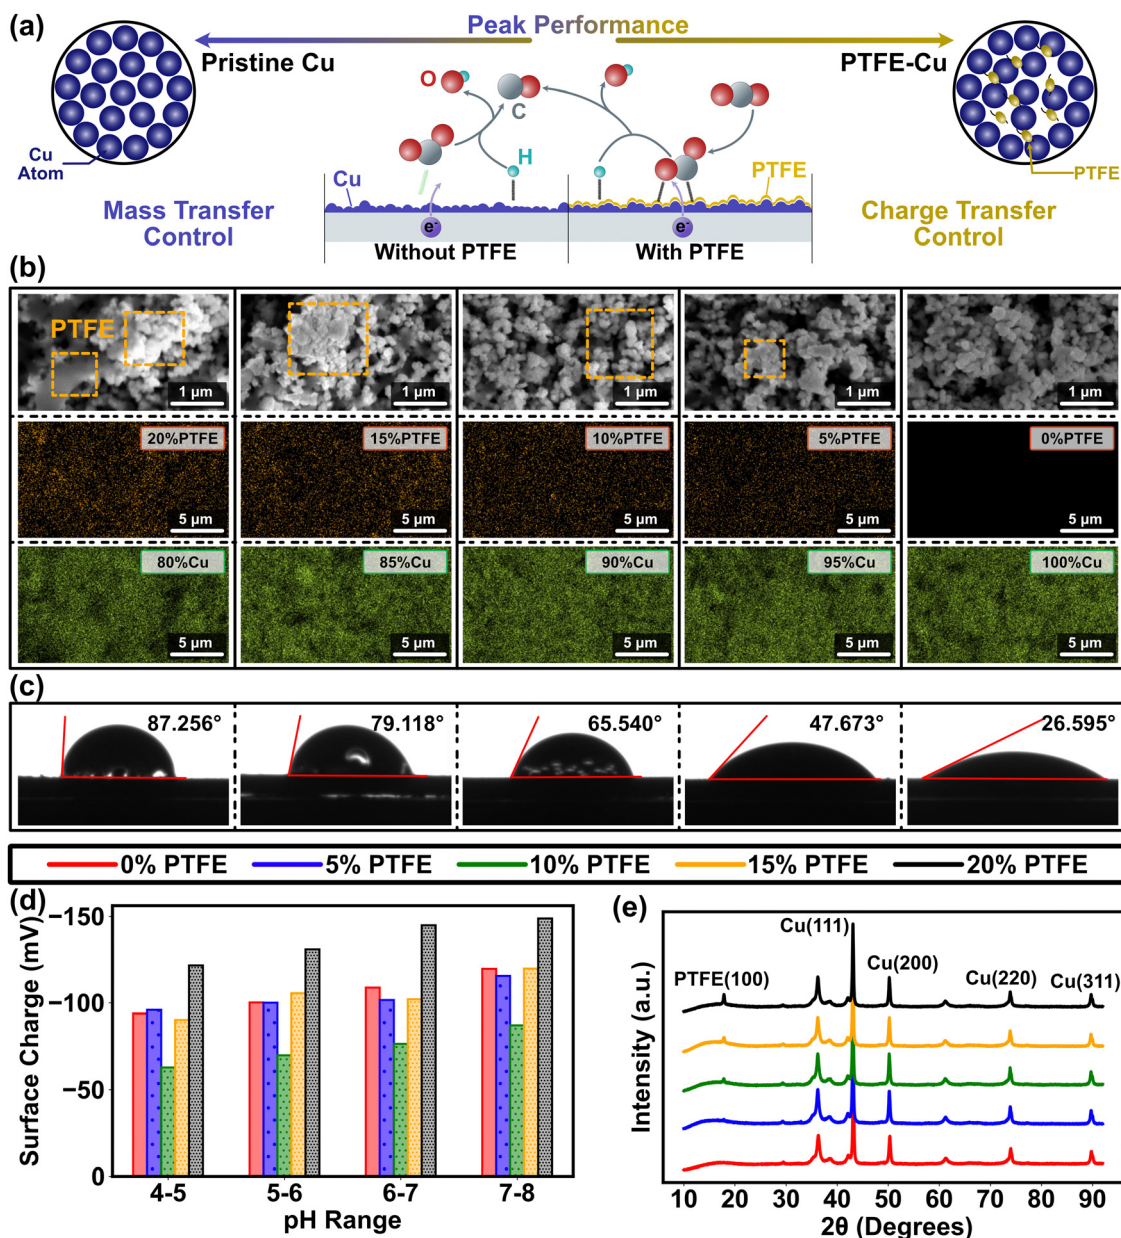 (a)
Peak Performance
Pristine Cu
PTFE-Cu
O
C
H
Cu
Atom
Cu
PTFE
PTFE
Mass Transfer
Control
Charge Transfer
Control
e-
e-
Without PTFE
With PTFE
(b)
PTFE
1 µm
1 µm
1 µm
1 µm
1 µm
20%PTFE
15%PTFE
10%PTFE
5%PTFE
0%PTFE
5 µm
5 µm
5 µm
5 µm
5 µm
80%Cu
85%Cu
90%Cu
95%Cu
100%Cu
5 µm
5 µm
5 µm
5 µm
5 µm
(c)
87.256°
79.118°
65.540°
47.673°
26.595°
0% PTFE
5% PTFE
10% PTFE
15% PTFE
20% PTFE
(d)
Surface Charge (mV)
−150
−100
−50
0
4-5
5-6
6-7
7-8
pH Range
(e)
Intensity (a.u.)
PTFE(100)
Cu(111)
Cu(200)
Cu(220)
Cu(311)
10
20
30
40
50
60
70
80
90
2θ (Degrees)